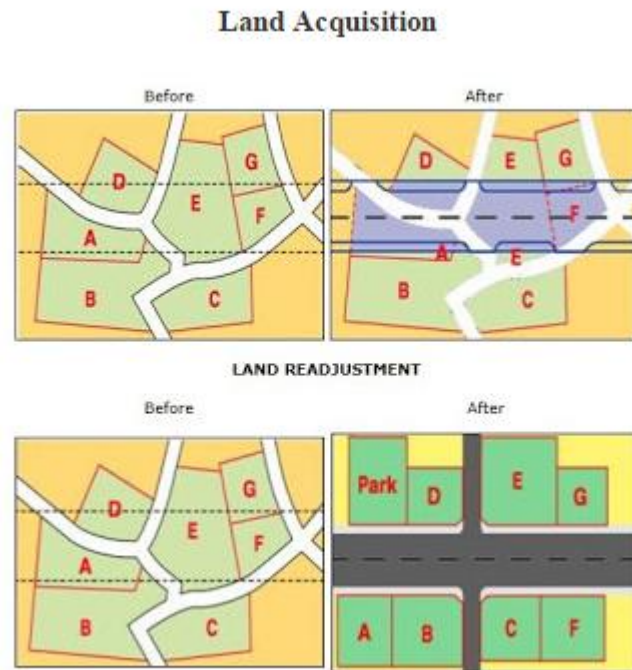 Land Acquisition
Before After
D
G
E
F
A
B
C
D
E
G
F
A
E
B
C
LAND READJUSTMENT
Before After
D
G
E
F
A
B
C
Park
D
E
G
A
B
C
F